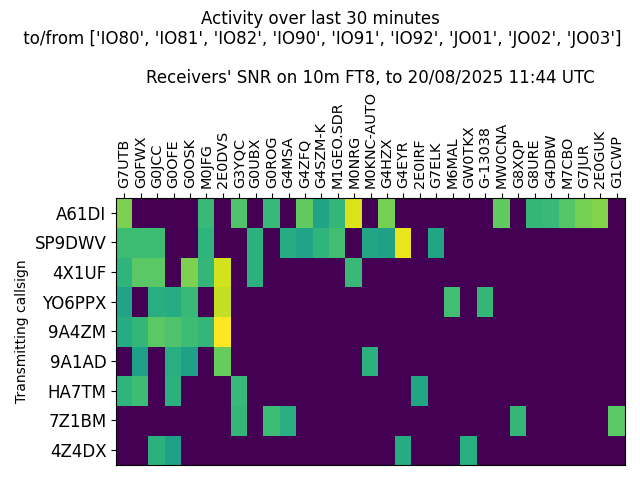 Activity over last 30 minutes
to/from ['IO80', 'IO81', 'IO82', 'IO90', 'IO91', 'IO92', 'JO01', 'JO02', 'JO03']
Receivers' SNR on 10m FT8, to 20/08/2025 11:44 UTC
G7UTB
G0FWX
G0JCC
G0OFE
G0OSK
M0JFG
2E0DVS
G3YQC
G0UBX
G0ROG
G4MSA
G4ZFQ
G4SZM-K
M1GEO.SDR
M0NRG
M0KNC-AUTO
G4HZX
G4EYR
2E0IRF
G7ELK
M6MAL
GW0TKX
G-13038
MW0CNA
G8XQP
G8URE
G4DBW
M7CBO
G7JUR
2E0GUK
G1CWP
Transmitting callsign
A61DI
SP9DWV
4X1UF
YO6PPX
9A4ZM
9A1AD
HA7TM
7Z1BM
4Z4DX